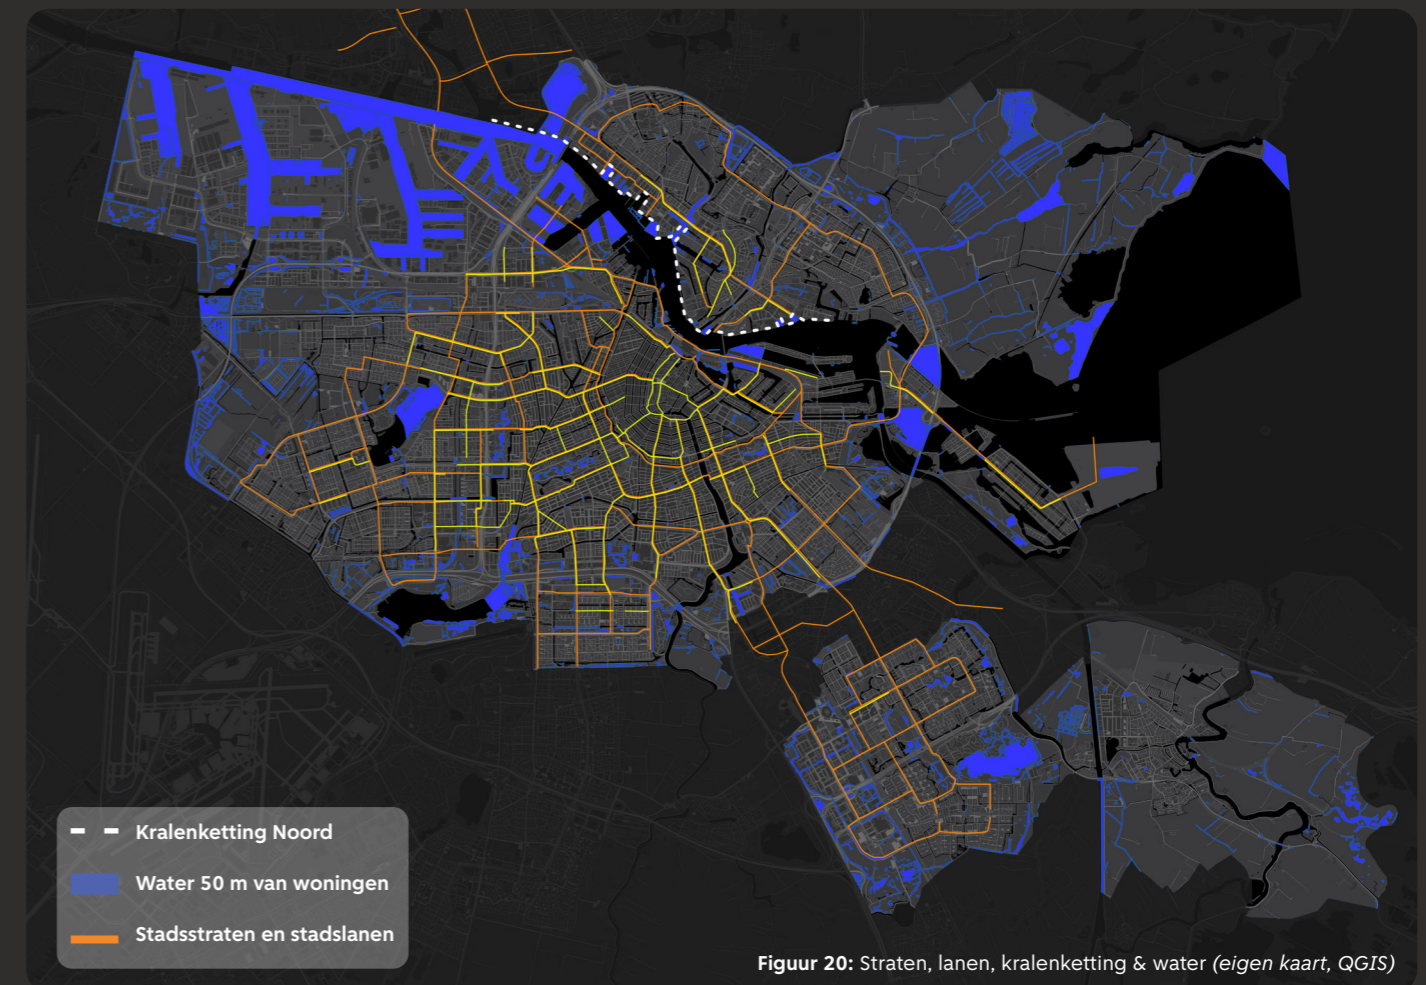 Kralenketting Noord
Water 50 m van woningen
Stadsstraten en stadslanen
Figuur 20: Straten, lanen, kralenketting & water (eigen kaart, QGIS)